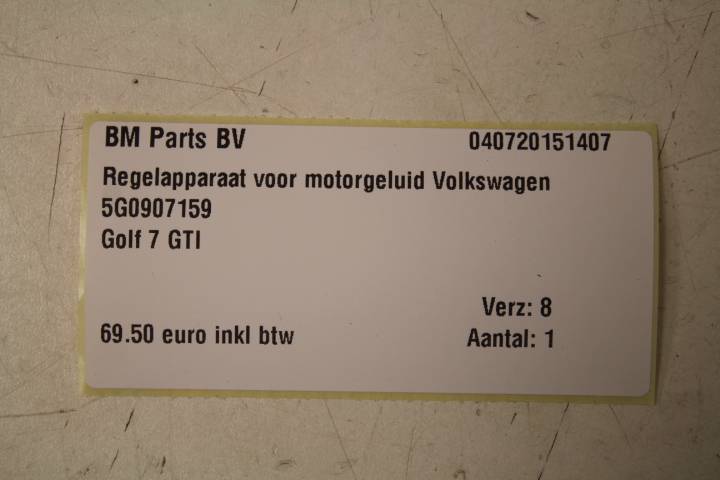 BM Parts BV 040720151407
Regelapparaat voor motorgeluid Volkswagen
5G0907159
Golf 7 GTI
Verz: 8
69.50 euro inkl btw Aantal: 1